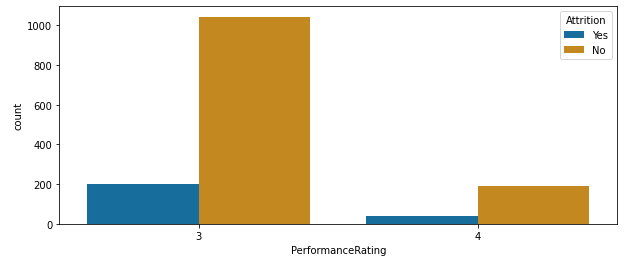 Attrition
Yes
No
1000
800
600
400
200
0
count
3
4
PerformanceRating